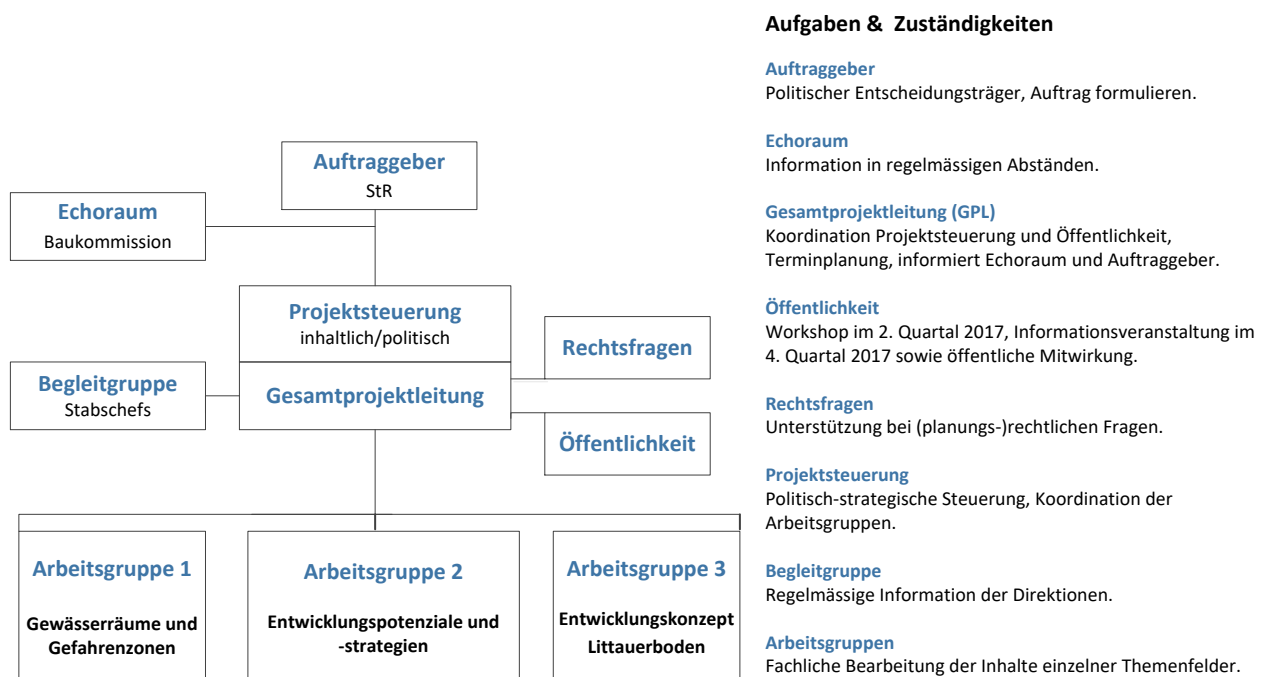 Auftraggeber
StR
Echoraum
Baukommission
Projektsteuerung
inhaltlich/politisch
Rechtsfragen
Begleitgruppe
Stabschefs
Gesamtprojektleitung
Öffentlichkeit
Arbeitsgruppe 1
Gewässerräume und
Gefahrenzonen
Arbeitsgruppe 2
Entwicklungspotenziale und
-strategien
Arbeitsgruppe 3
Entwicklungskonzept
Littauerboden
Aufgaben & Zuständigkeiten
Auftraggeber
Politischer Entscheidungsträger, Auftrag formulieren.
Echoraum
Information in regelmässigen Abständen.
Gesamtprojektleitung (GPL)
Koordination Projektsteuerung und Öffentlichkeit,
Terminplanung, informiert Echoraum und Auftraggeber.
Öffentlichkeit
Workshop im 2. Quartal 2017, Informationsveranstaltung im
4. Quartal 2017 sowie öffentliche Mitwirkung.
Rechtsfragen
Unterstützung bei (planungs-)rechtlichen Fragen.
Projektsteuerung
Politisch-strategische Steuerung, Koordination der
Arbeitsgruppen.
Begleitgruppe
Regelmässige Information der Direktionen.
Arbeitsgruppen
Fachliche Bearbeitung der Inhalte einzelner Themenfelder.